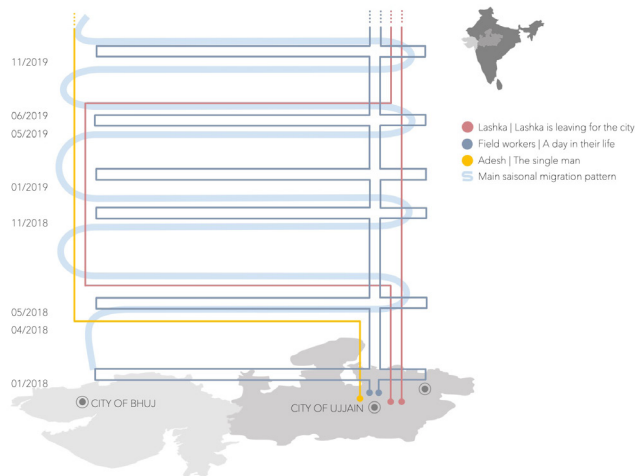 11/2019
06/2019
05/2019
01/2019
11/2018
05/2018
04/2018
01/2018
CITY OF BHUJ
CITY OF UJJAIN
Lashka | Lashka is leaving for the city
Field workers | A day in their life
Adesh | The single man
Main saisonal migration pattern